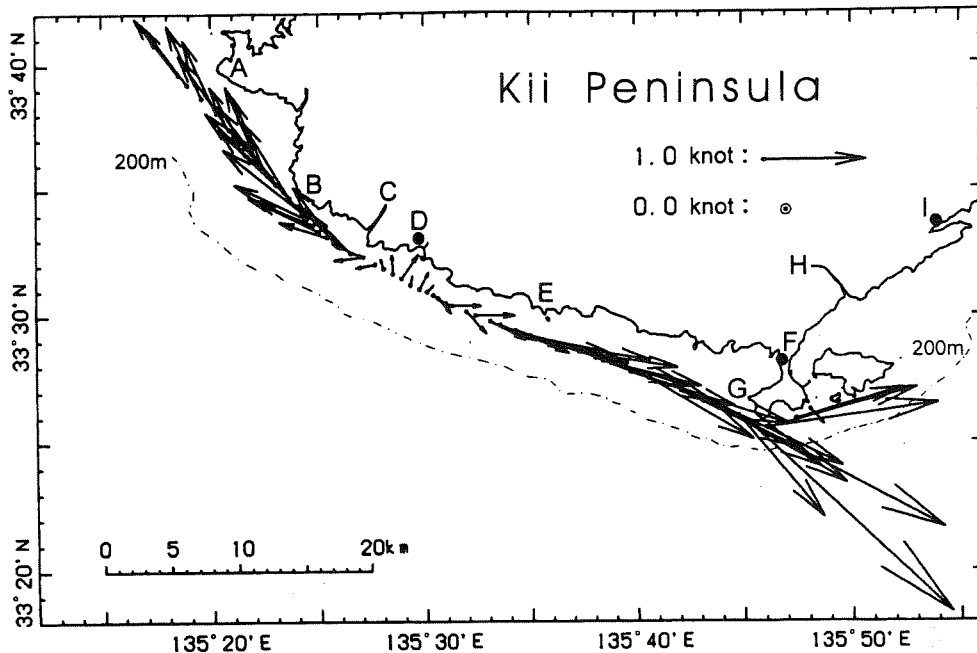 Kii Peninsula
1.0 knot :
0.0 knot :
A
B
C
D
E
F
G
H
I
200m
200m
0 5 10 20km
33°40'N
33°30'N
33°20'N
135°20'E 135°30'E 135°40'E 135°50'E